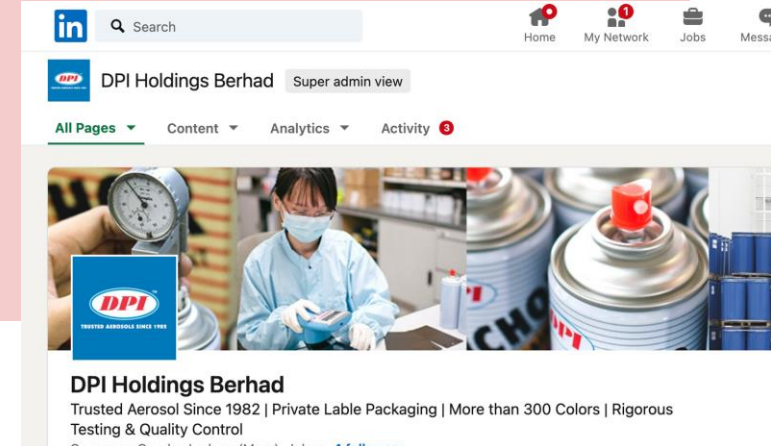 in
Search
Home
My Network
Jobs
Messa
DPI
DPI Holdings Berhad
Super admin view
All Pages
Content
Analytics
Activity 3
DPI
TRUSTED AEROSOLS SINCE 1982
CHO
DPI
DPI Holdings Berhad
Trusted Aerosol Since 1982 | Private Lable Packaging | More than 300 Colors | Rigorous
Testing & Quality Control